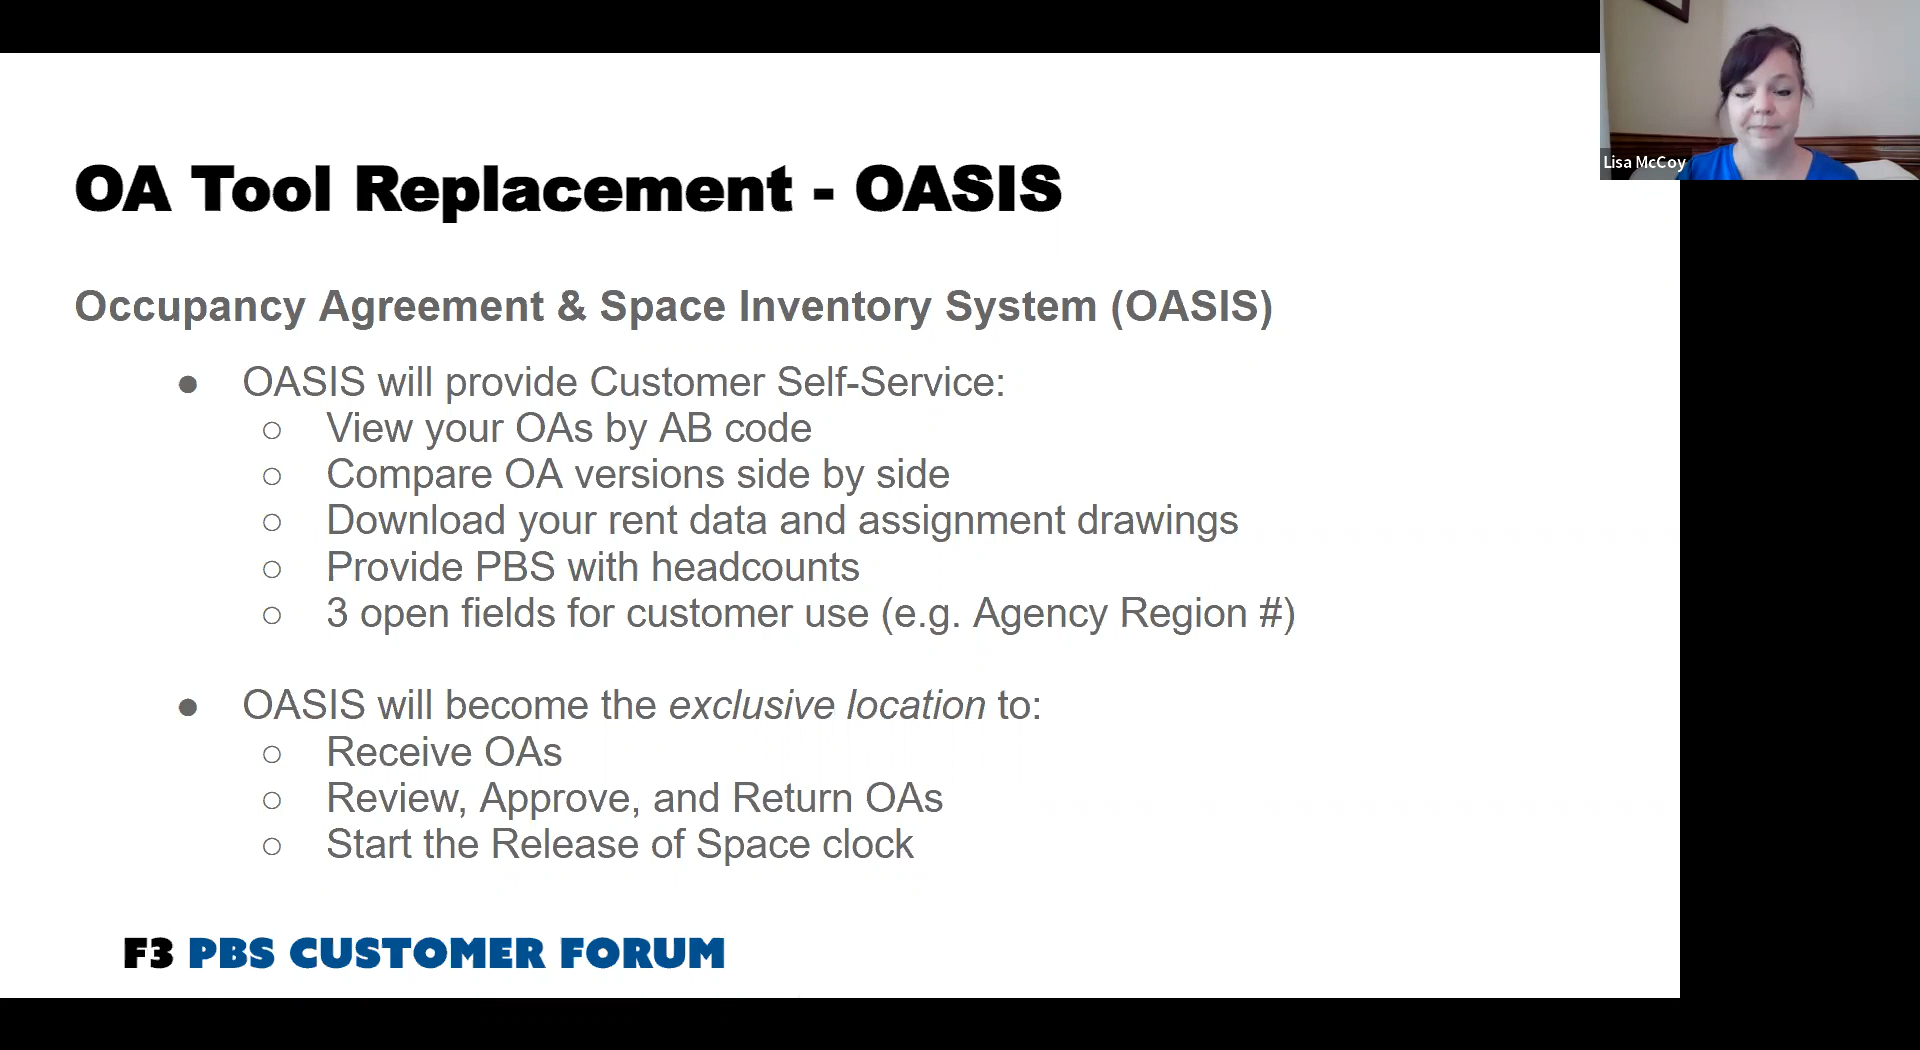 OA Tool Replacement - OASIS
Lisa McCoy
Occupancy Agreement & Space Inventory System (OASIS)
● OASIS will provide Customer Self-Service:
○ View your OAs by AB code
○ Compare OA versions side by side
○ Download your rent data and assignment drawings
○ Provide PBS with headcounts
○ 3 open fields for customer use (e.g. Agency Region #)
● OASIS will become the exclusive location to:
○ Receive OAs
○ Review, Approve, and Return OAs
○ Start the Release of Space clock
F3 PBS CUSTOMER FORUM